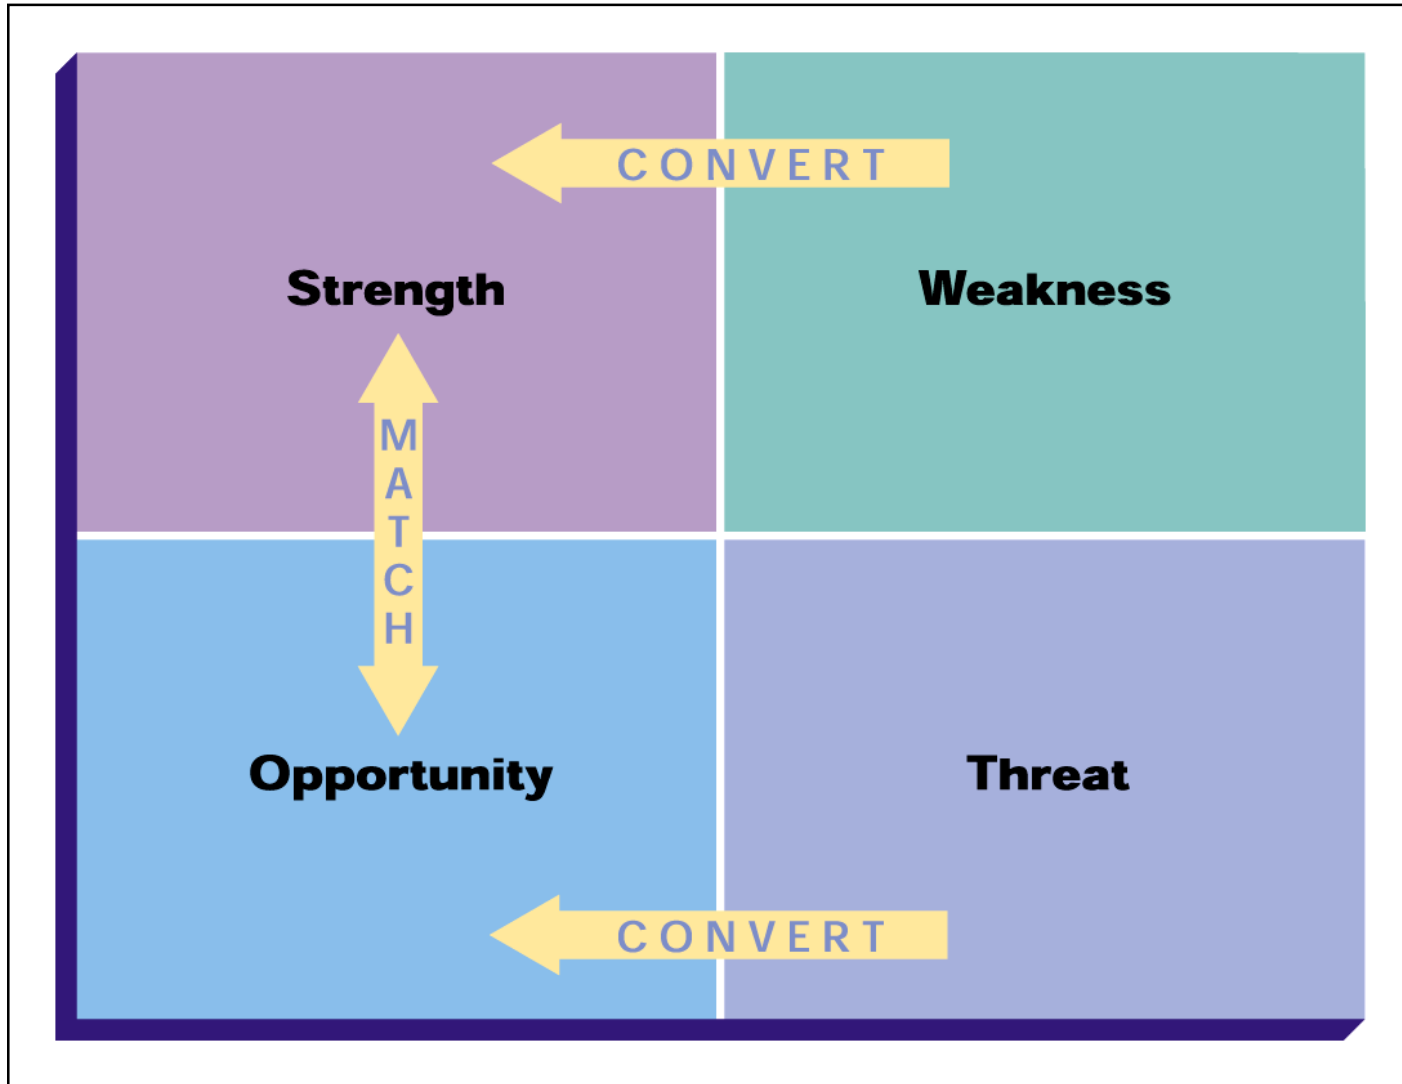 CONVERT
Strength
Weakness
MATCH
Opportunity
Threat
CONVERT